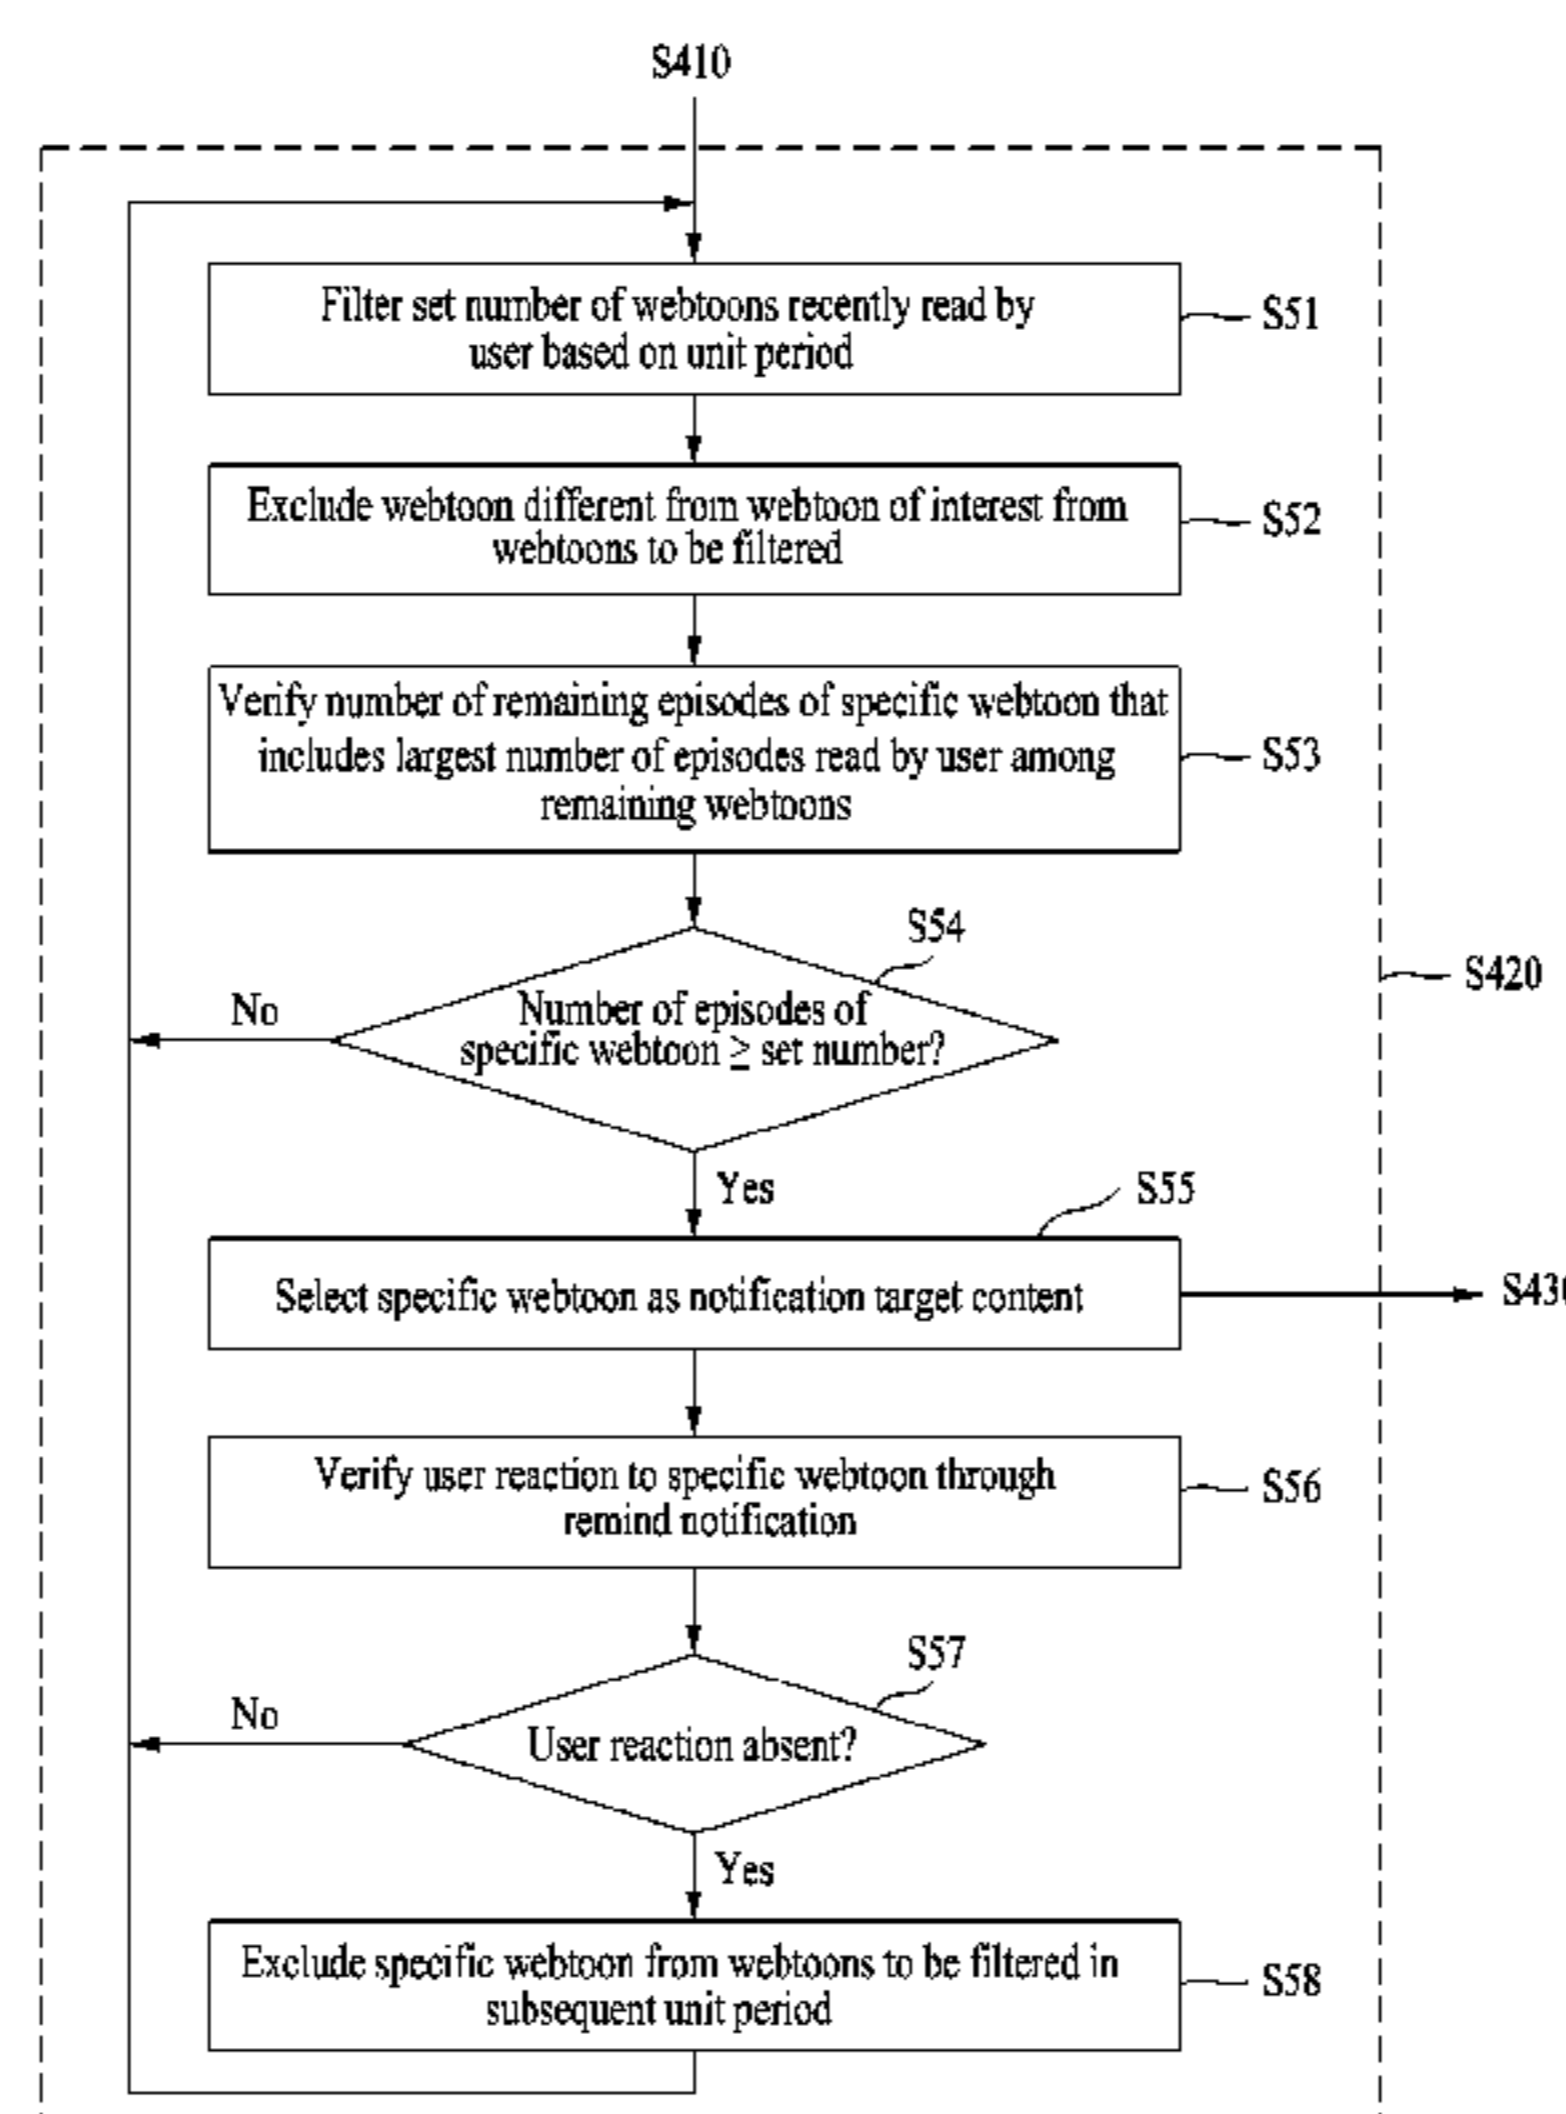 S410
Filter set number of webtoons recently read by
user based on unit period
S51
Exclude webtoon different from webtoon of interest from
webtoons to be filtered
S52
Verify number of remaining episodes of specific webtoon that
includes largest number of episodes read by user among
remaining webtoons
S53
S54
Number of episodes of
specific webtoon ≥ set number?
No
S420
Yes
S55
Select specific webtoon as notification target content
S430
Verify user reaction to specific webtoon through
remind notification
S56
S57
User reaction absent?
No
Yes
Exclude specific webtoon from webtoons to be filtered in
subsequent unit period
S58